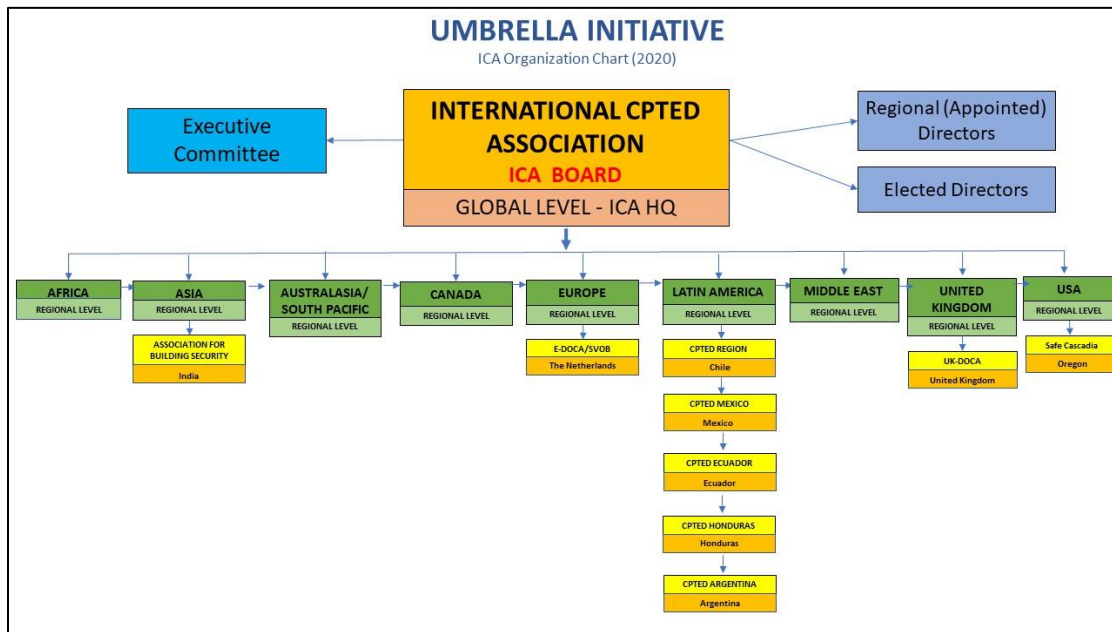 UMBRELLA INITIATIVE
ICA Organization Chart (2020)
Executive
Committee
INTERNATIONAL CPTED
ASSOCIATION
ICA BOARD
GLOBAL LEVEL - ICA HQ
Regional (Appointed)
Directors
Elected Directors
AFRICA
REGIONAL LEVEL
ASIA
REGIONAL LEVEL
ASSOCIATION FOR
BUILDING SECURITY
India
AUSTRALASIA/
SOUTH PACIFIC
REGIONAL LEVEL
CANADA
REGIONAL LEVEL
EUROPE
REGIONAL LEVEL
E-DOCA/SVOB
The Netherlands
LATIN AMERICA
REGIONAL LEVEL
CPTED REGION
Chile
CPTED MEXICO
Mexico
CPTED ECUADOR
Ecuador
CPTED HONDURAS
Honduras
CPTED ARGENTINA
Argentina
MIDDLE EAST
REGIONAL LEVEL
UNITED
KINGDOM
REGIONAL LEVEL
UK-DOCA
United Kingdom
USA
REGIONAL LEVEL
Safe Cascadia
Oregon